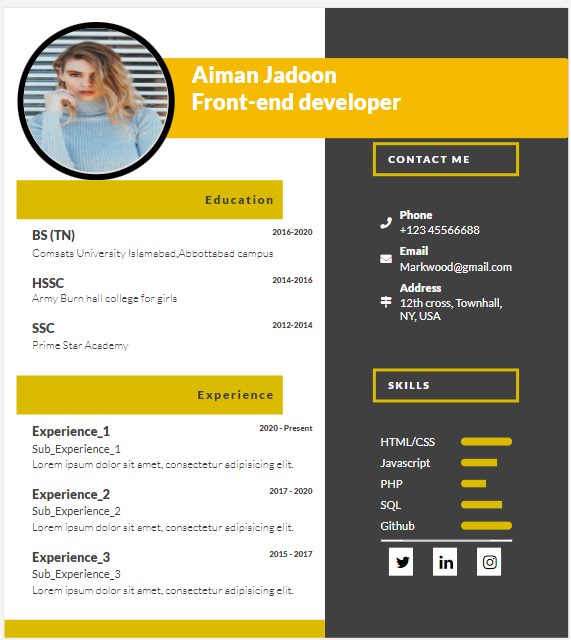 Aiman Jadoon
Front-end developer
Education
BS (TN) 2016-2020
Comsats University Islamabad,Abbottabad campus
HSSC 2014-2016
Army Burn hall college for girls
SSC 2012-2014
Prime Star Academy
Experience
Experience_1 2020 - Present
Sub_Experience_1
Lorem ipsum dolor sit amet, consectetur adipisicing elit.
Experience_2 2017 - 2020
Sub_Experience_2
Lorem ipsum dolor sit amet, consectetur adipisicing elit.
Experience_3 2015 - 2017
Sub_Experience_3
Lorem ipsum dolor sit amet, consectetur adipisicing elit.
CONTACT ME
Phone
+123 45566688
Email
Markwood@gmail.com
Address
12th cross, Townhall,
NY, USA
SKILLS
HTML/CSS
Javascript
PHP
SQL
Github